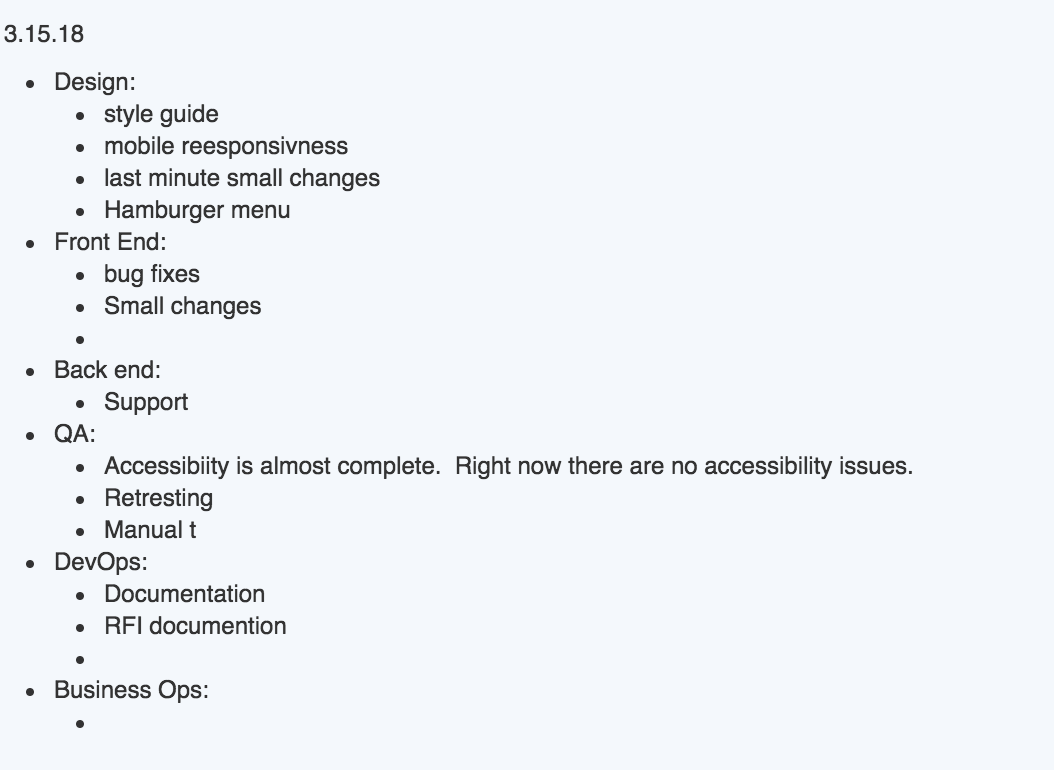 3.15.18
Design:
style guide
mobile reesponsivness
last minute small changes
Hamburger menu
Front End:
bug fixes
Small changes
Back end:
Support
QA:
Accessibiity is almost complete.  Right now there are no accessibility issues.
Retresting
Manual t
DevOps:
Documentation
RFI documention
Business Ops: